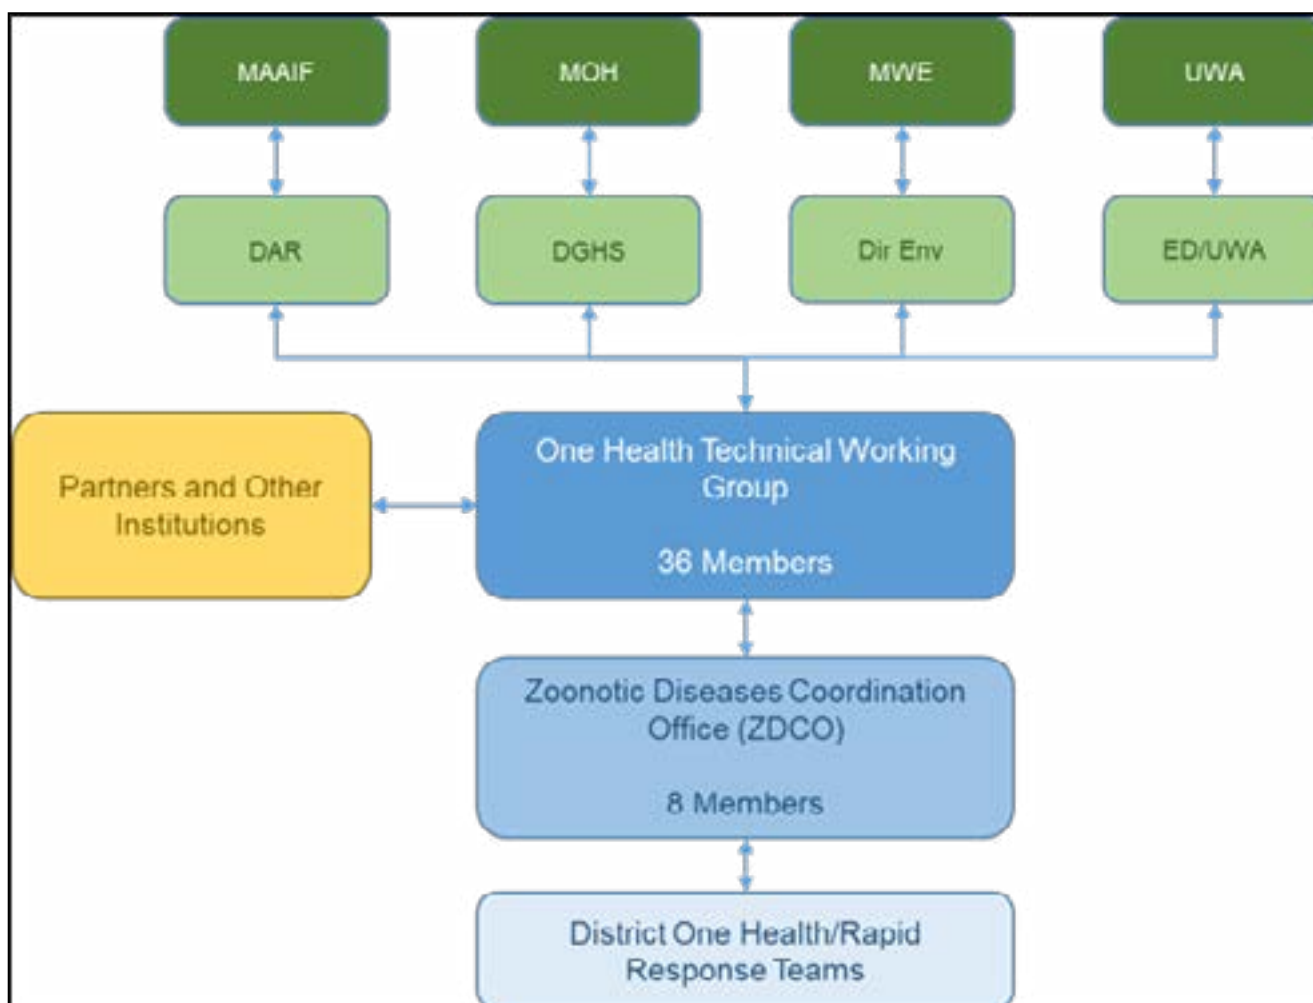 MAAIF
MOH
MWE
UWA
DAR
DGHS
Dir Env
ED/UWA
Partners and Other
Institutions
One Health Technical Working
Group
36 Members
Zoonotic Diseases Coordination
Office (ZDCO)
8 Members
District One Health/Rapid
Response Teams